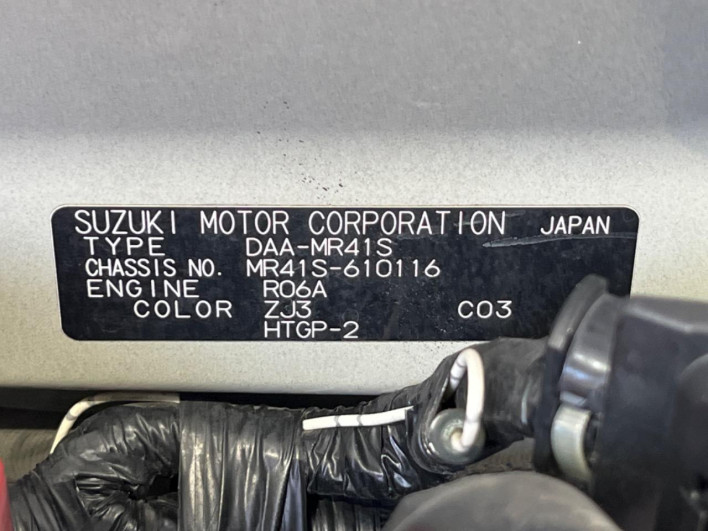 SUZUKI MOTOR CORPORATION JAPAN
TYPE DAA-MR41S
CHASSIS NO. MR41S-610116
ENGINE R06A
COLOR ZJ3 C03
HTGP-2